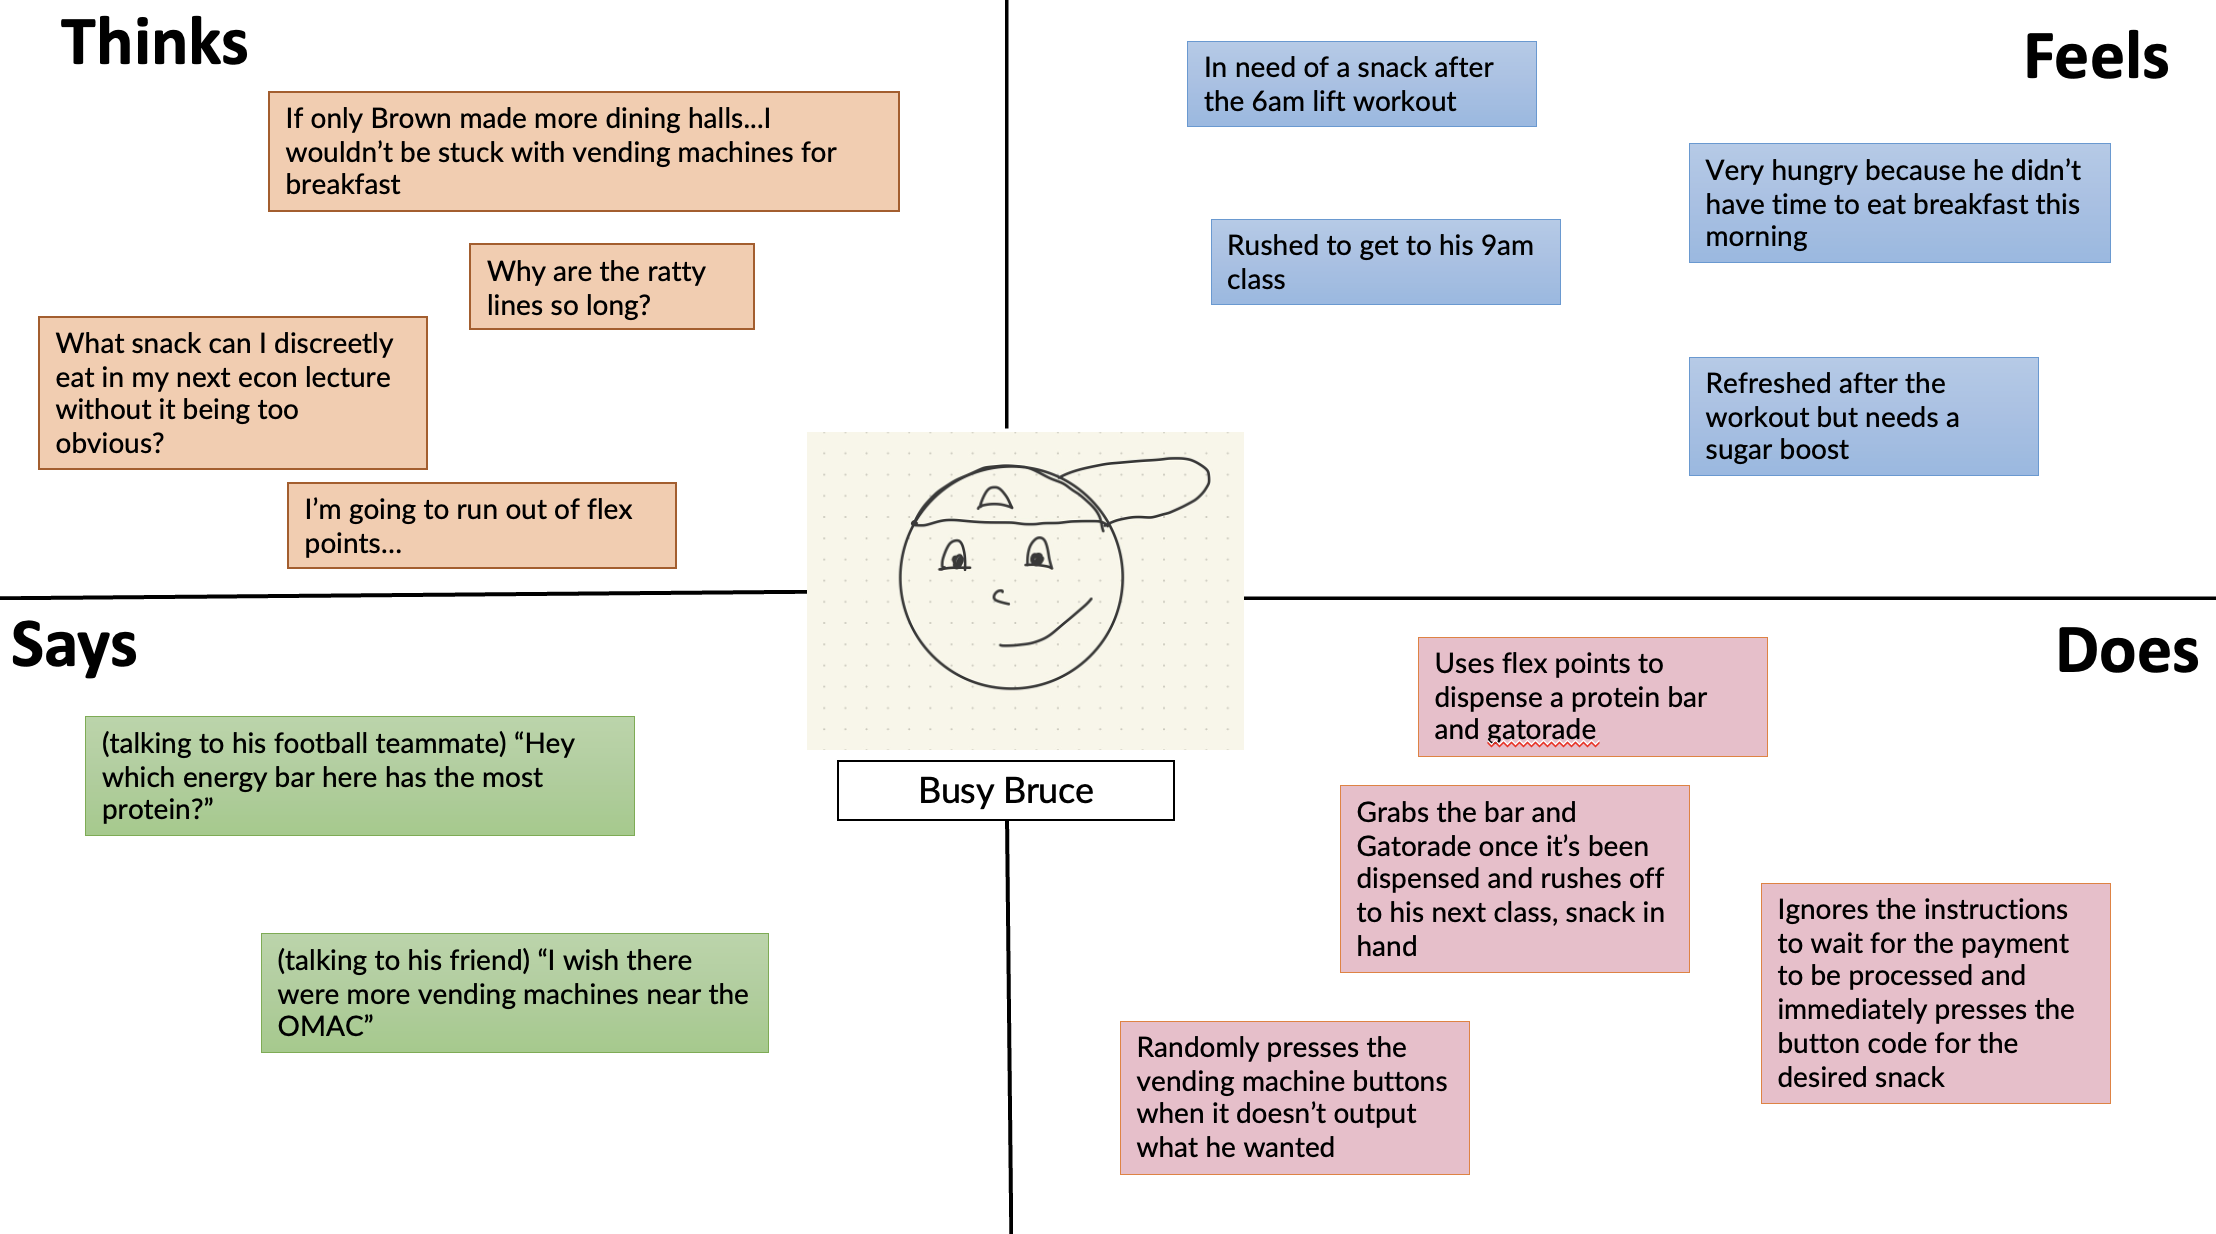 Thinks
If only Brown made more dining halls...I
wouldn’t be stuck with vending machines for
breakfast
Why are the ratty
lines so long?
What snack can I discreetly
eat in my next econ lecture
without it being too
obvious?
I’m going to run out of flex
points...
Feels
In need of a snack after
the 6am lift workout
Very hungry because he didn’t
have time to eat breakfast this
morning
Rushed to get to his 9am
class
Refreshed after the
workout but needs a
sugar boost
Busy Bruce
Says
(talking to his football teammate) “Hey
which energy bar here has the most
protein?”
(talking to his friend) “I wish there
were more vending machines near the
OMAC”
Does
Uses flex points to
dispense a protein bar
and gatorade
Grabs the bar and
Gatorade once it’s been
dispensed and rushes off
to his next class, snack in
hand
Ignores the instructions
to wait for the payment
to be processed and
immediately presses the
button code for the
desired snack
Randomly presses the
vending machine buttons
when it doesn’t output
what he wanted